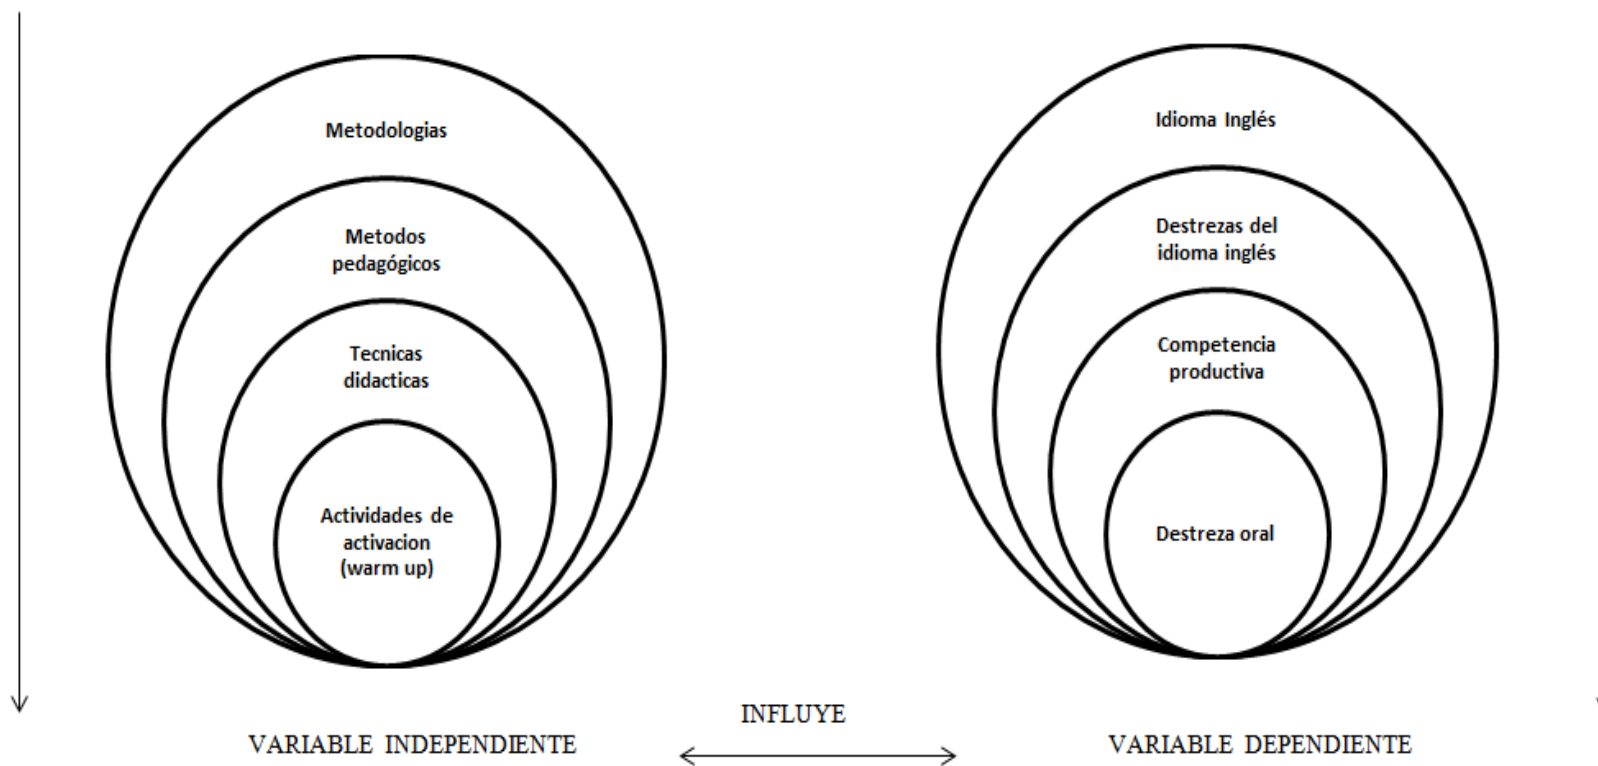 Metodologias
Metodos
pedagógicos
Tecnicas
didacticas
Actividades de
activacion
(warm up)
Idioma Inglés
Destrezas del
idioma inglés
Competencia
productiva
Destreza oral
INFLUYE
VARIABLE INDEPENDIENTE
VARIABLE DEPENDIENTE